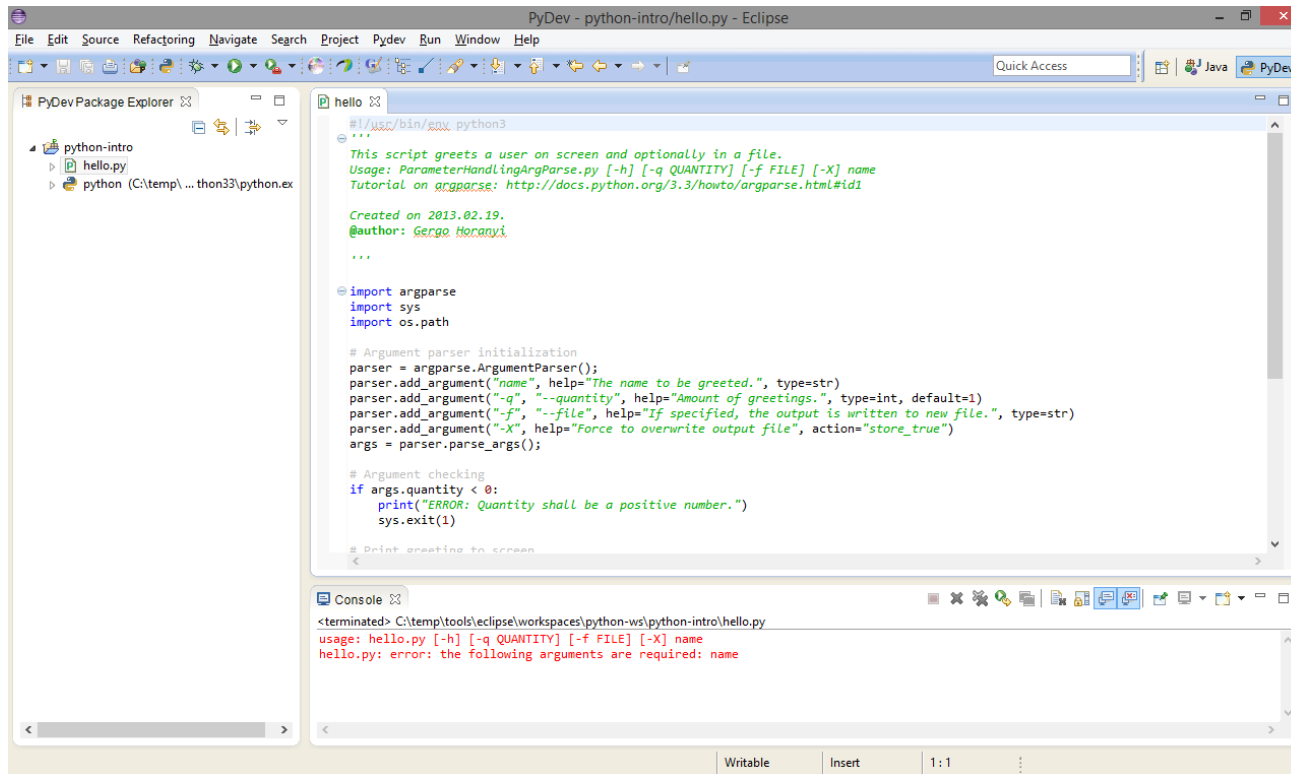 PyDev - python-intro/hello.py - Eclipse
File Edit Source Refactoring Navigate Search Project Pydev Run Window Help
Quick Access
Java
PyDev
PyDev Package Explorer
python-intro
hello.py
python (C:\temp\ ... thon33\python.ex
hello
#!/usr/bin/env python3
'''
This script greets a user on screen and optionally in a file.
Usage: ParameterHandlingArgParse.py [-h] [-q QUANTITY] [-f FILE] [-X] name
Tutorial on argparse: http://docs.python.org/3.3/howto/argparse.html#id1
Created on 2013.02.19.
@author: Gergo Horanyi
'''
import argparse
import sys
import os.path
# Argument parser initialization
parser = argparse.ArgumentParser();
parser.add_argument("name", help="The name to be greeted.", type=str)
parser.add_argument("-q", "--quantity", help="Amount of greetings.", type=int, default=1)
parser.add_argument("-f", "--file", help="If specified, the output is written to new file.", type=str)
parser.add_argument("-X", help="Force to overwrite output file", action="store_true")
args = parser.parse_args();
# Argument checking
if args.quantity < 0:
    print("ERROR: Quantity shall be a positive number.")
    sys.exit(1)
# Print greeting to screen
Console
<terminated> C:\temp\tools\eclipse\workspaces\python-ws\python-intro\hello.py
usage: hello.py [-h] [-q QUANTITY] [-f FILE] [-X] name
hello.py: error: the following arguments are required: name
Writable Insert 1 : 1